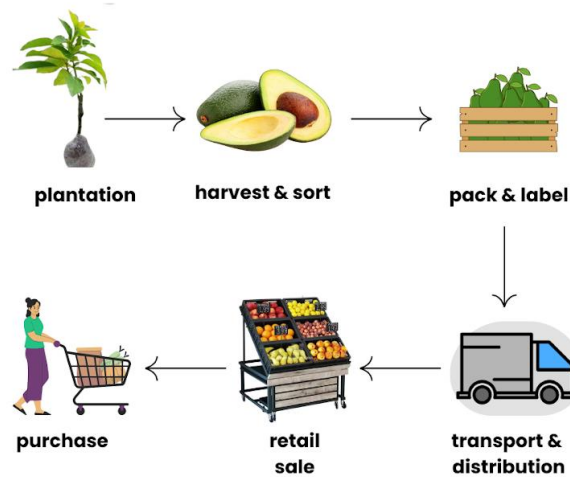 plantation
harvest & sort
pack & label
purchase
retail
sale
transport &
distribution